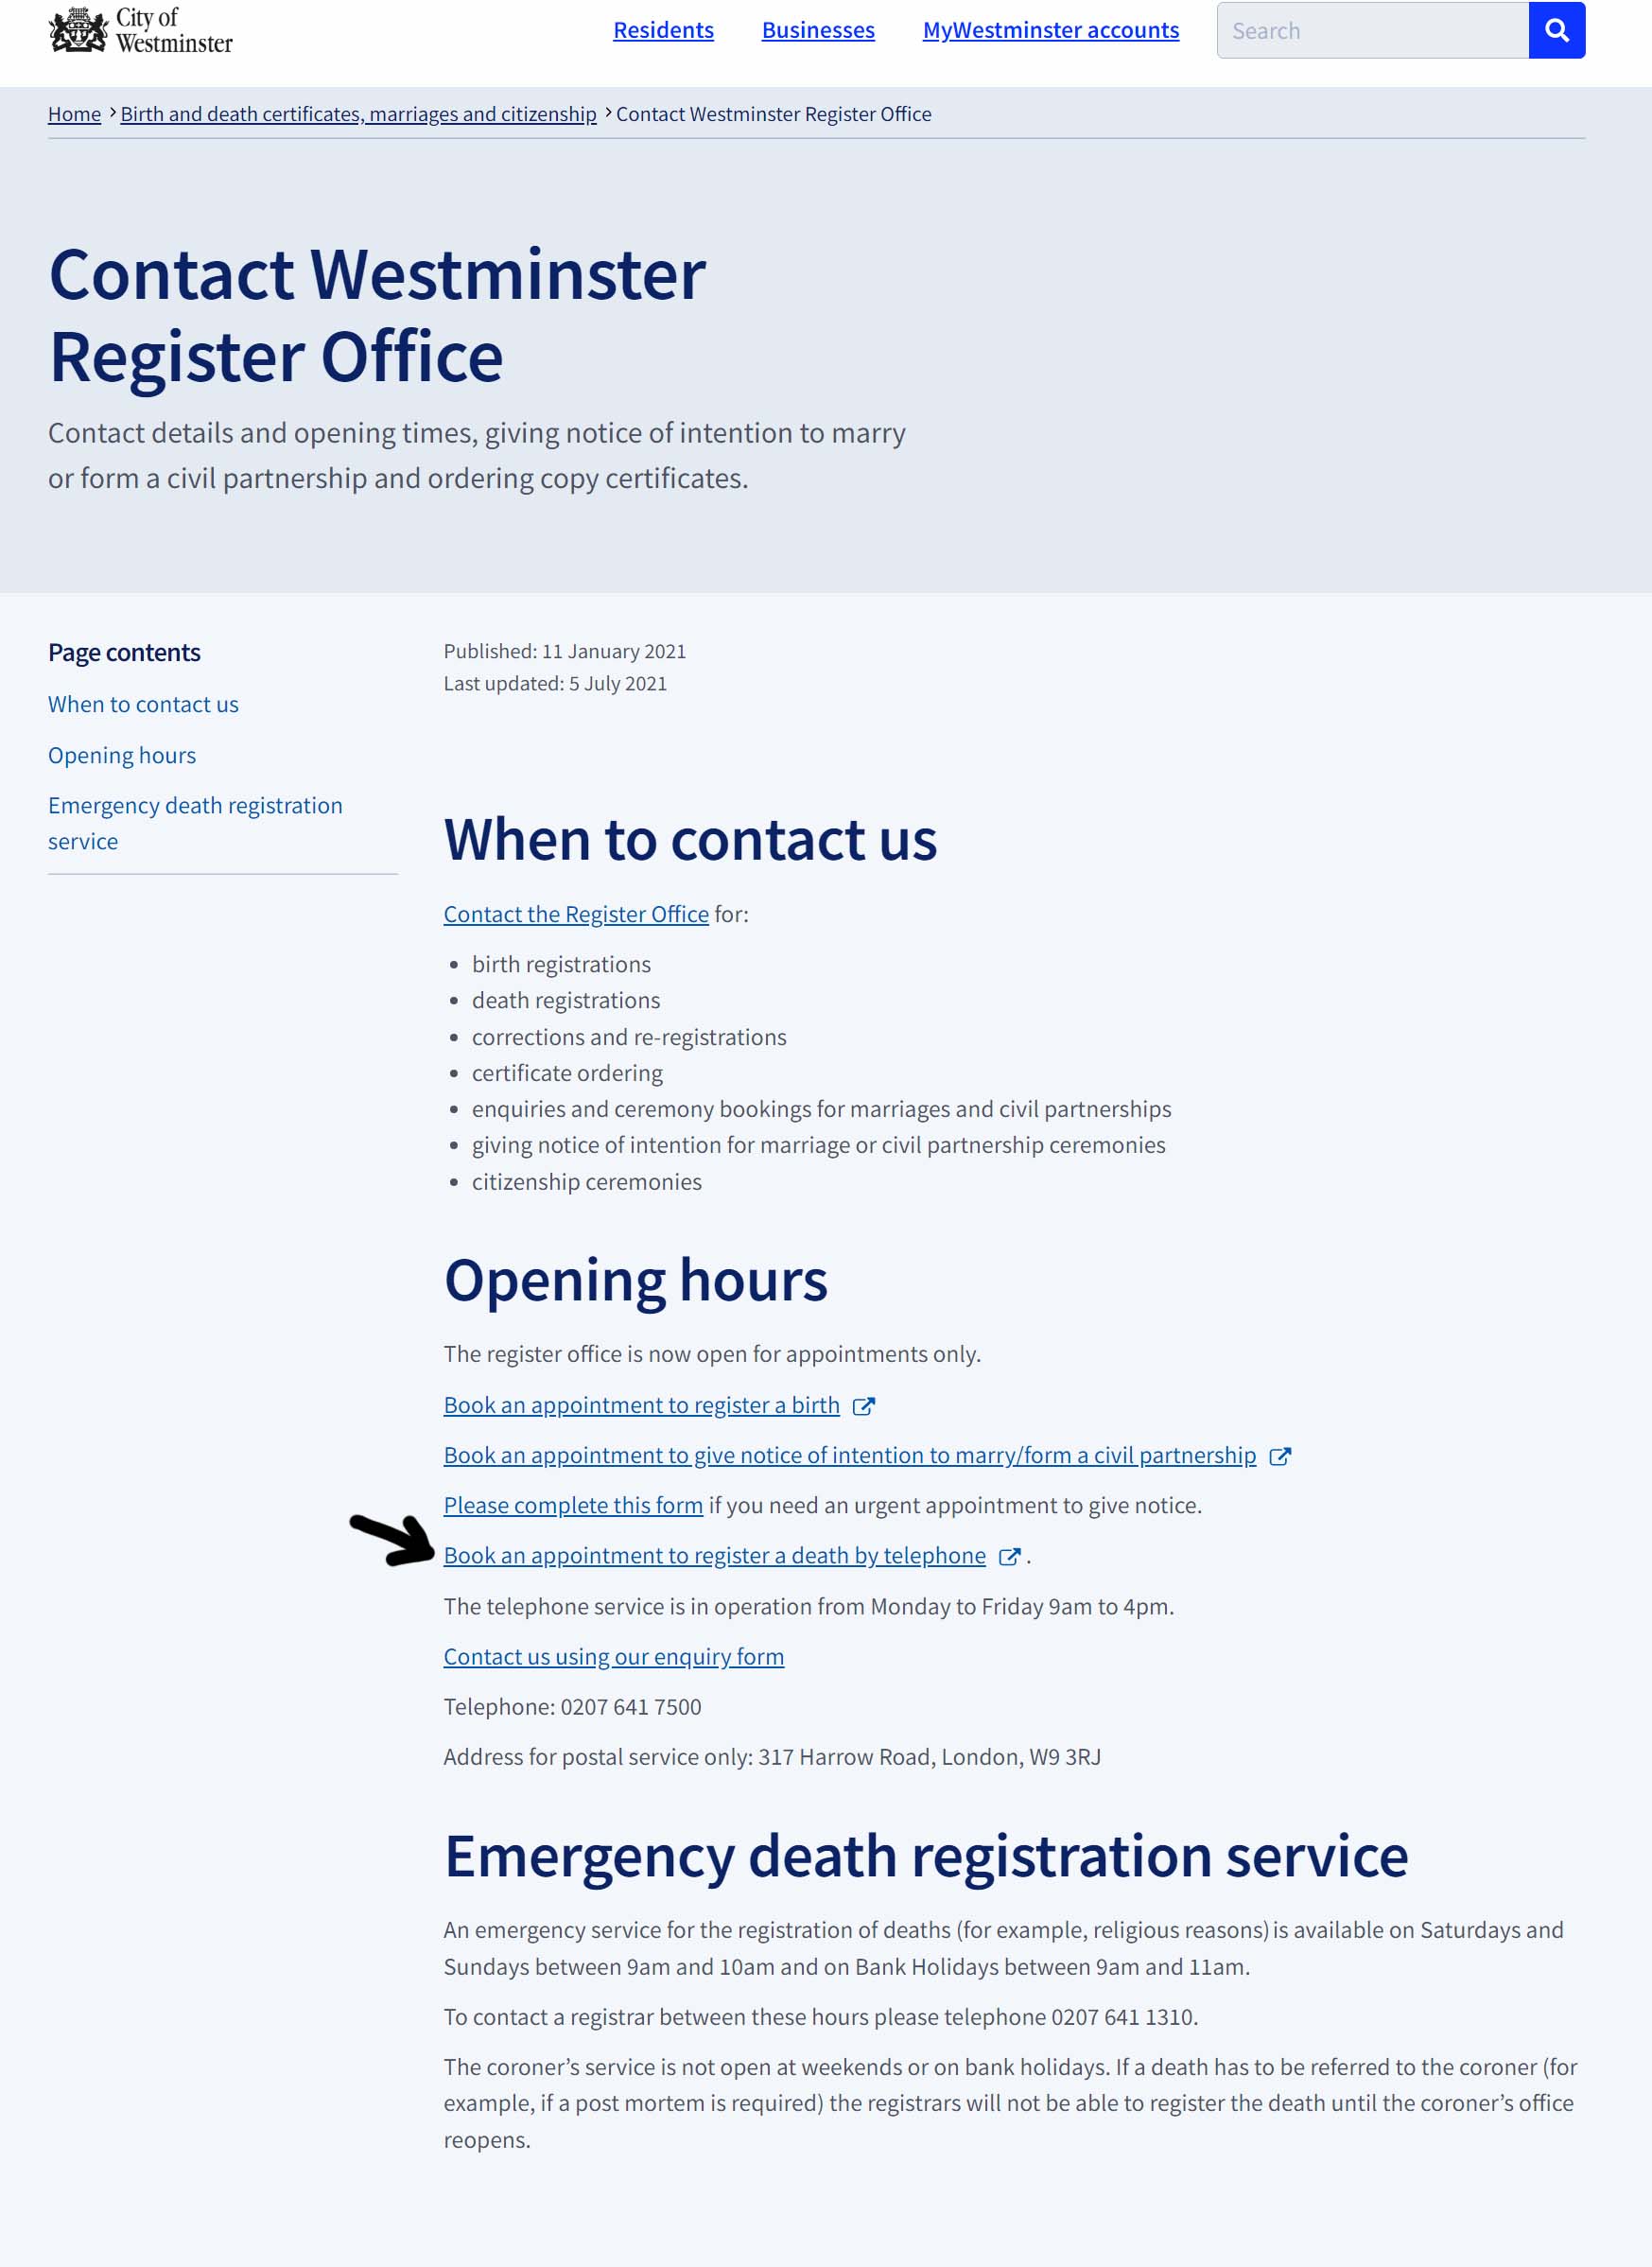 City of
Westminster
Residents
Businesses
MyWestminster accounts
Search
Home > Birth and death certificates, marriages and citizenship > Contact Westminster Register Office
Contact Westminster
Register Office
Contact details and opening times, giving notice of intention to marry
or form a civil partnership and ordering copy certificates.
Page contents
When to contact us
Opening hours
Emergency death registration
service
Published: 11 January 2021
Last updated: 5 July 2021
When to contact us
Contact the Register Office for:
• birth registrations
• death registrations
• corrections and re-registrations
• certificate ordering
• enquiries and ceremony bookings for marriages and civil partnerships
• giving notice of intention for marriage or civil partnership ceremonies
• citizenship ceremonies
Opening hours
The register office is now open for appointments only.
Book an appointment to register a birth
Book an appointment to give notice of intention to marry/form a civil partnership
Please complete this form if you need an urgent appointment to give notice.
Book an appointment to register a death by telephone .
The telephone service is in operation from Monday to Friday 9am to 4pm.
Contact us using our enquiry form
Telephone: 0207 641 7500
Address for postal service only: 317 Harrow Road, London, W9 3RJ
Emergency death registration service
An emergency service for the registration of deaths (for example, religious reasons) is available on Saturdays and
Sundays between 9am and 10am and on Bank Holidays between 9am and 11am.
To contact a registrar between these hours please telephone 0207 641 1310.
The coroner’s service is not open at weekends or on bank holidays. If a death has to be referred to the coroner (for
example, if a post mortem is required) the registrars will not be able to register the death until the coroner’s office
reopens.